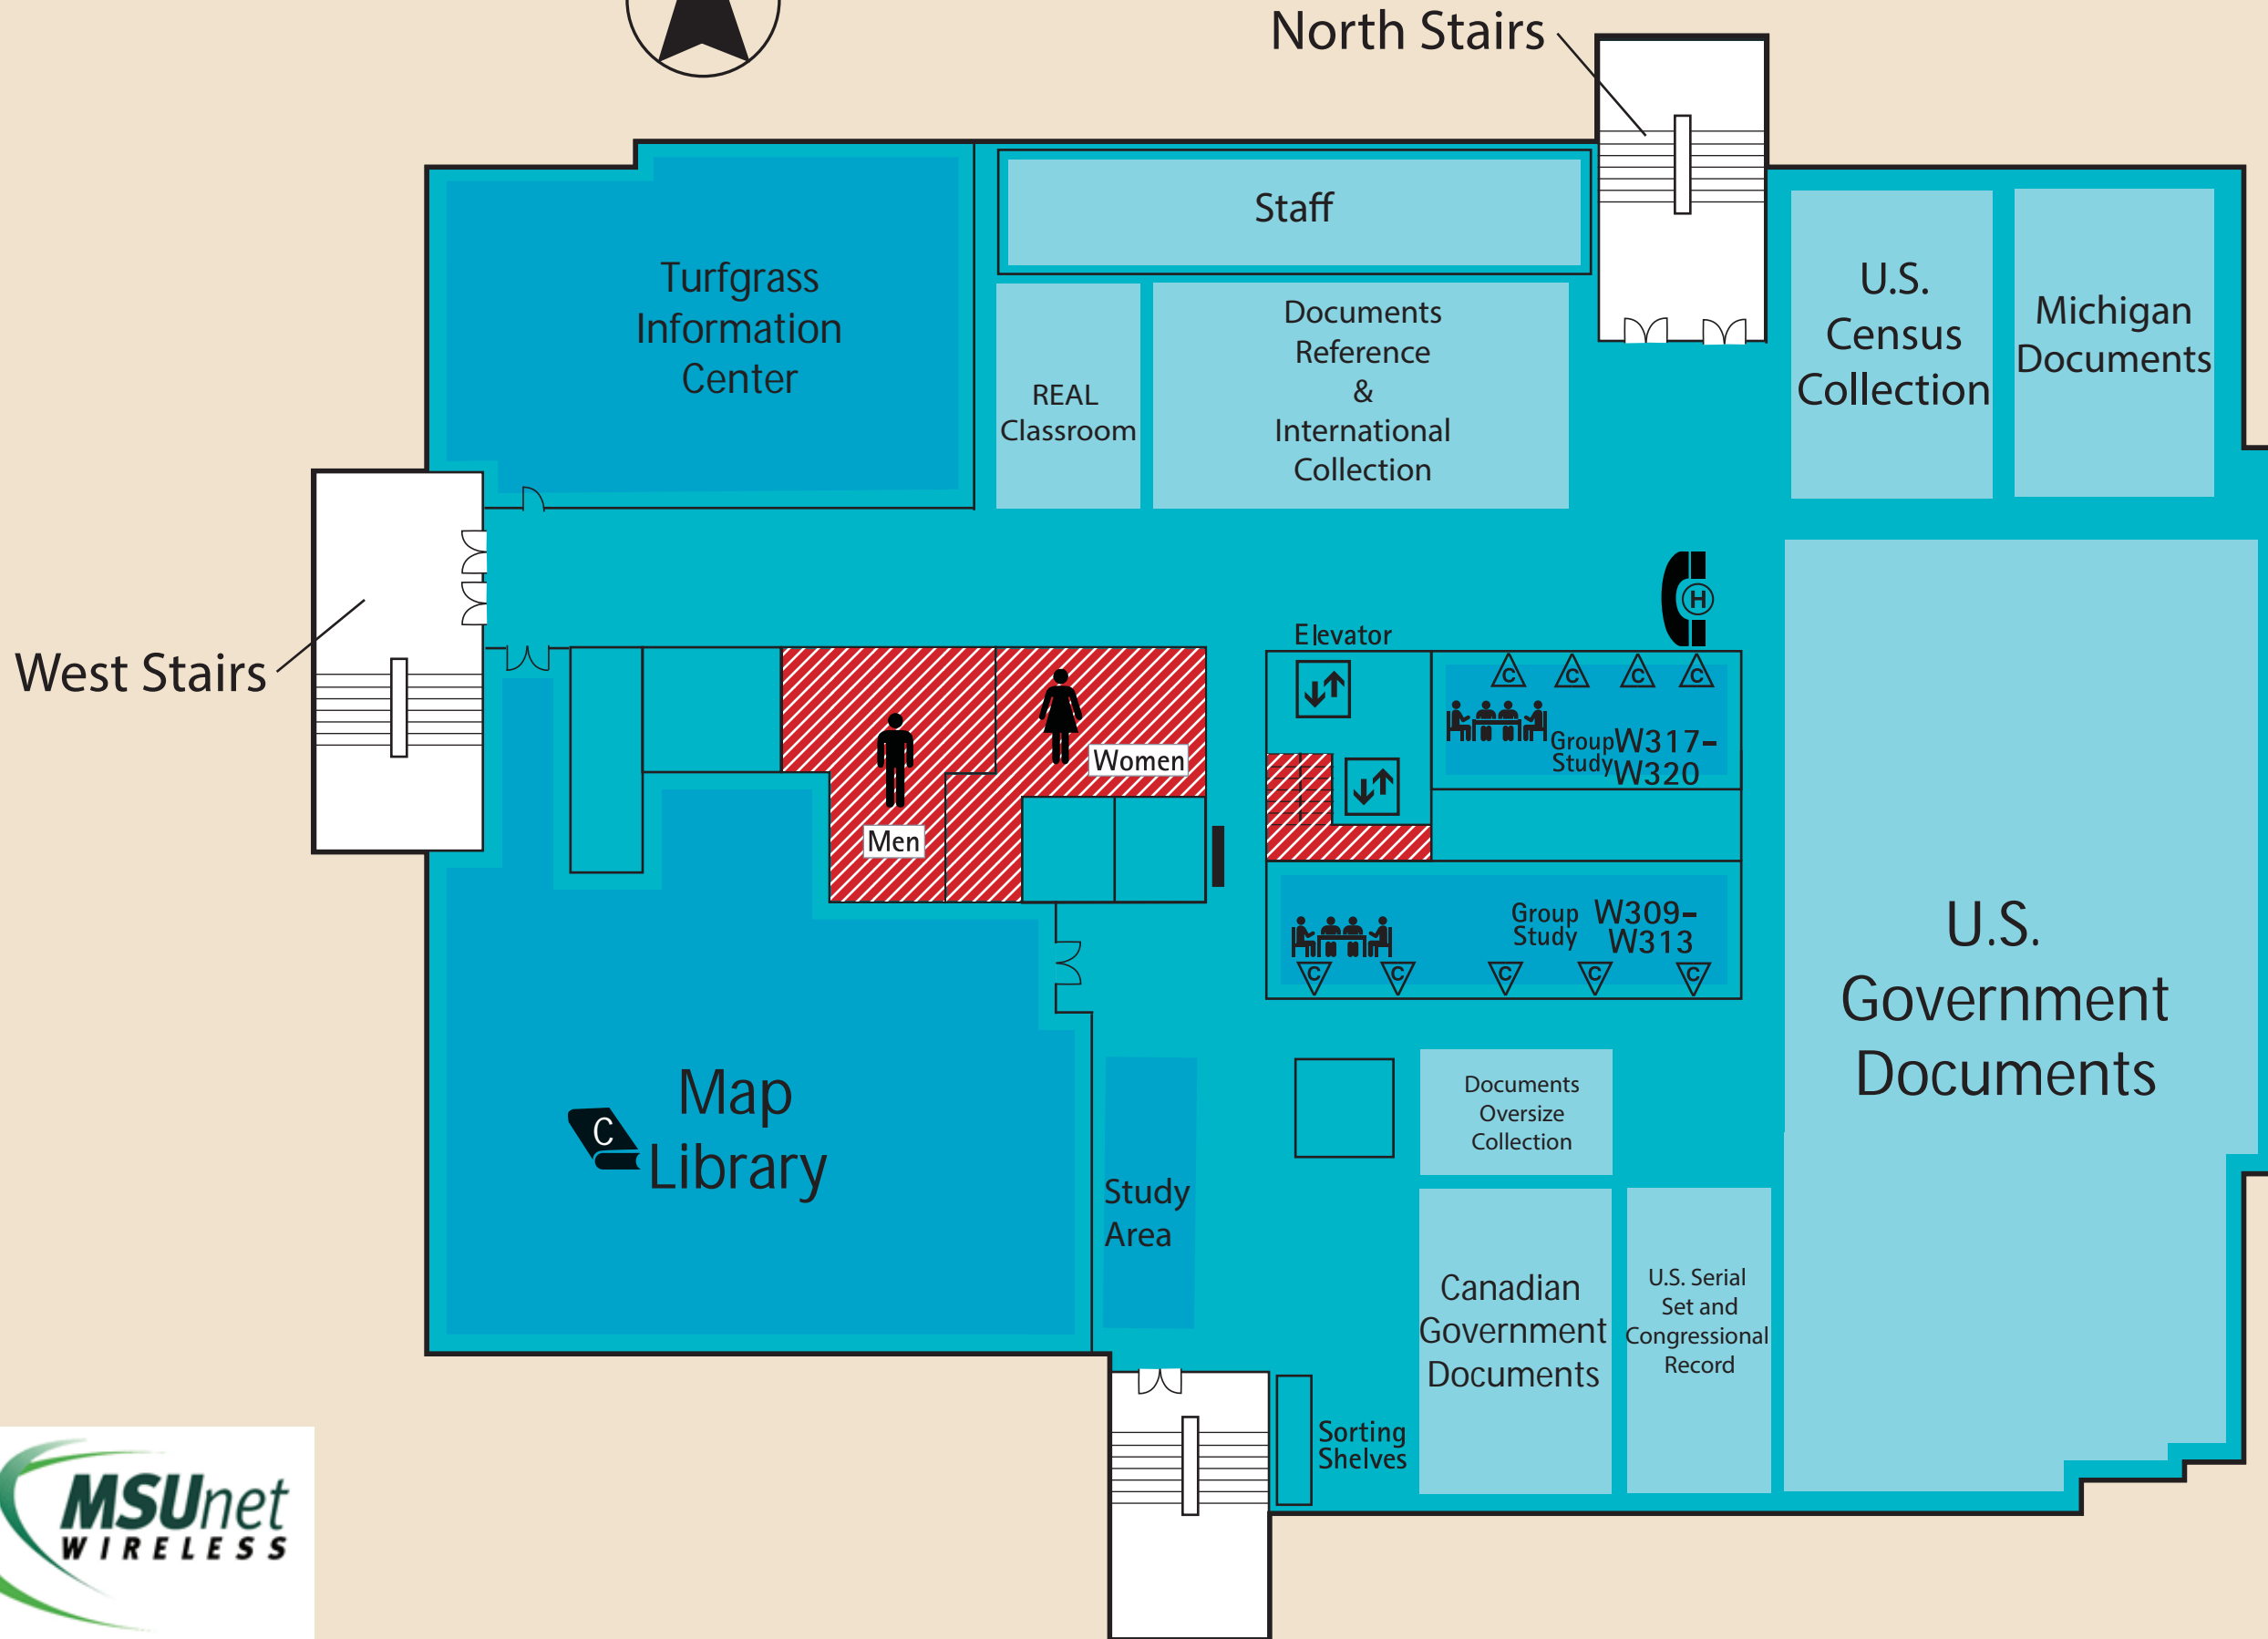 North Stairs
Staff
Turfgrass
Information
Center
REAL
Classroom
Documents
Reference
&
International
Collection
U.S.
Census
Collection
Michigan
Documents
West Stairs
Elevator
H
C C C C
Group
Study
W317-
W320
Women
Men
Group
Study
W309-
W313
C C C C C
U.S.
Government
Documents
Map
Library
C
Study
Area
Documents
Oversize
Collection
Canadian
Government
Documents
U.S. Serial
Set and
Congressional
Record
Sorting
Shelves
MSUnet
WIRELESS